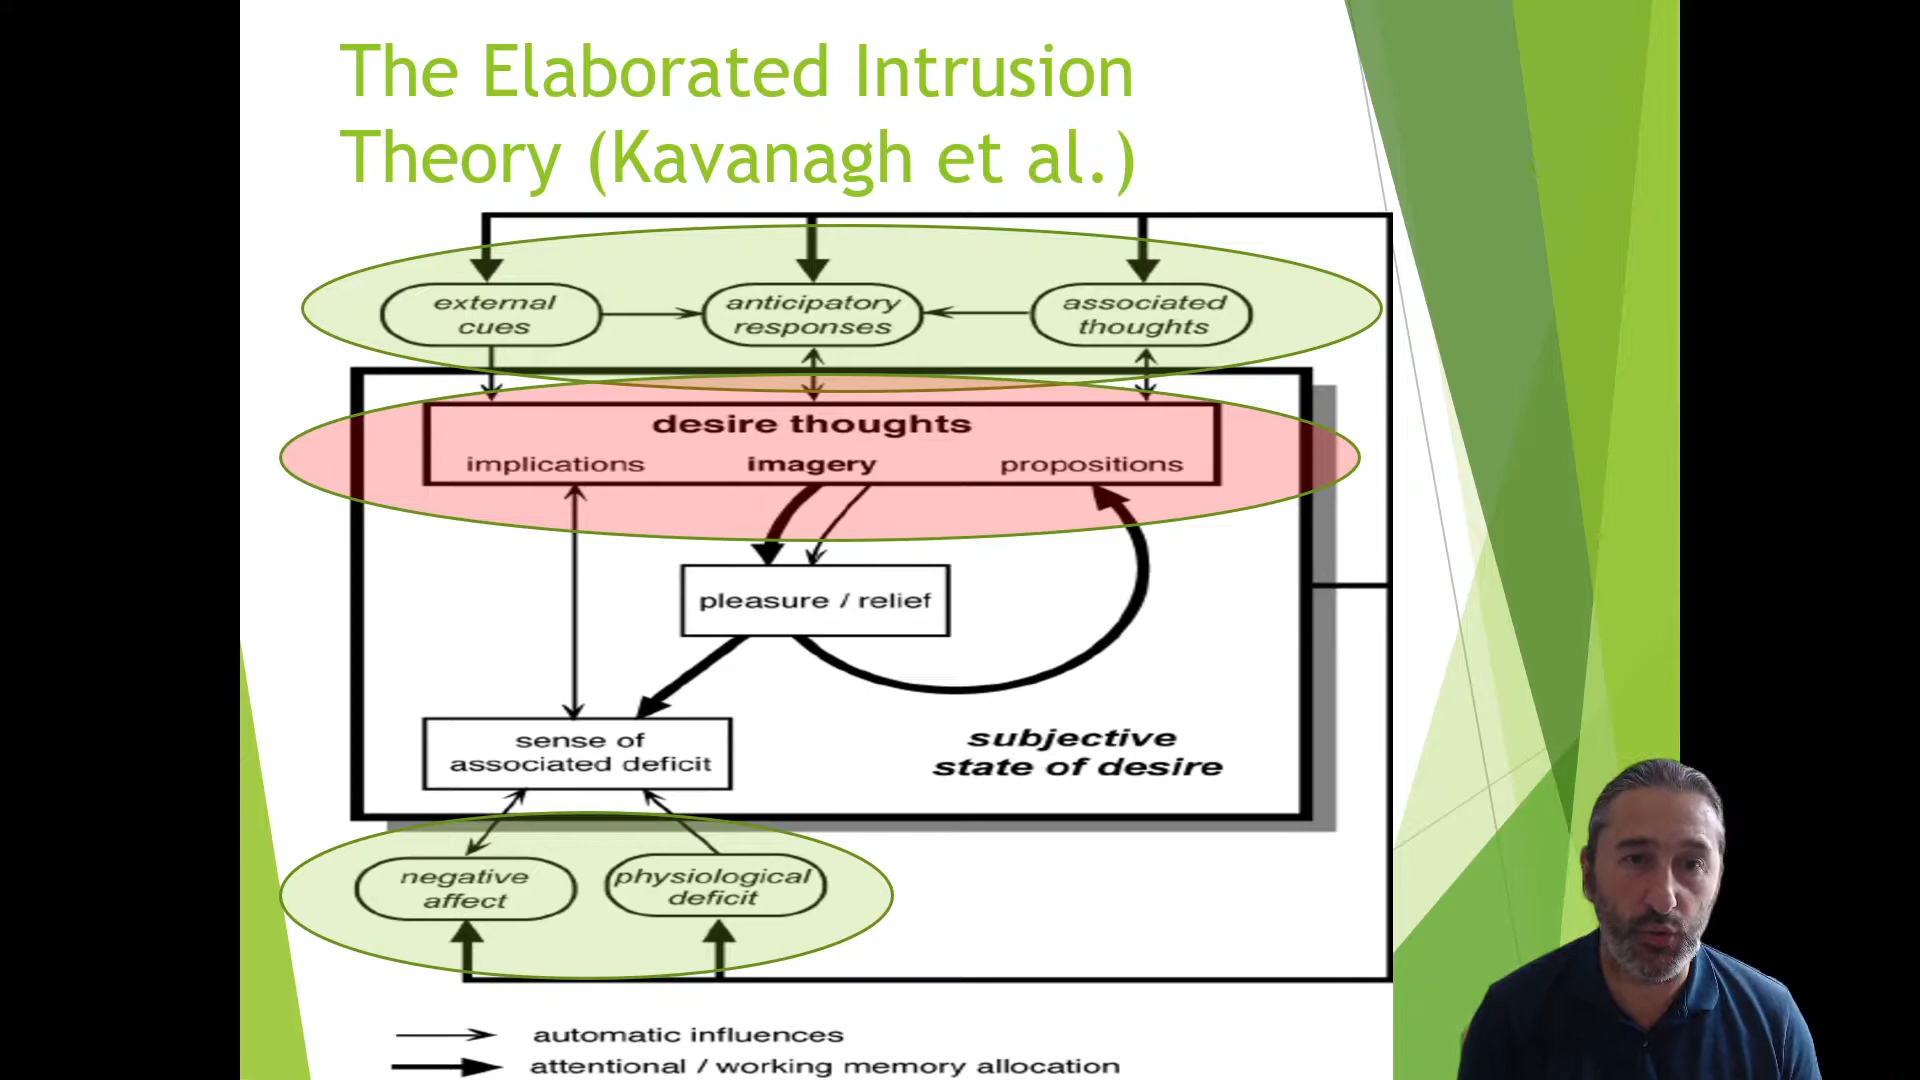 The Elaborated Intrusion
Theory (Kavanagh et al.)
external
cues
anticipatory
responses
associated
thoughts
desire thoughts
implications imagery propositions
pleasure / relief
sense of
associated deficit
subjective
state of desire
negative
affect
physiological
deficit
automatic influences
attentional / working memory allocation